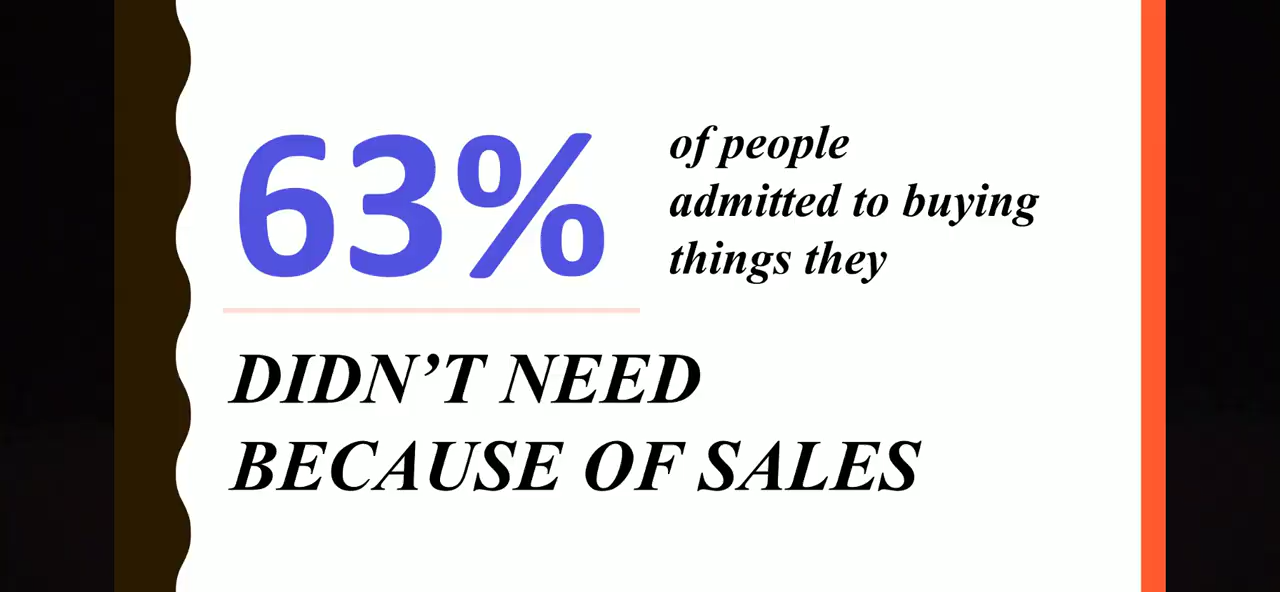 63%
of people
admitted to buying
things they
DIDN’T NEED
BECAUSE OF SALES